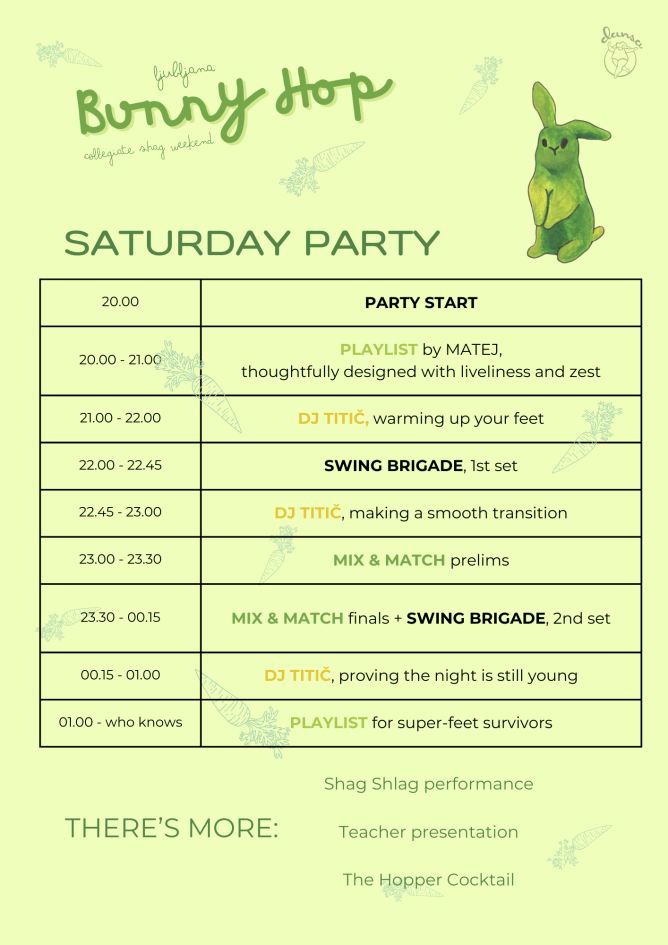 dansa
ljubljana
Bunny Hop
collegiate shag weekend
SATURDAY PARTY
20.00 PARTY START
20.00 - 21.00 PLAYLIST by MATEJ,
thoughtfully designed with liveliness and zest
21.00 - 22.00 DJ TITIČ, warming up your feet
22.00 - 22.45 SWING BRIGADE, 1st set
22.45 - 23.00 DJ TITIČ, making a smooth transition
23.00 - 23.30 MIX & MATCH prelims
23.30 - 00.15 MIX & MATCH finals + SWING BRIGADE, 2nd set
00.15 - 01.00 DJ TITIČ, proving the night is still young
01.00 - who knows PLAYLIST for super-feet survivors
THERE'S MORE:
Shag Shlag performance
Teacher presentation
The Hopper Cocktail